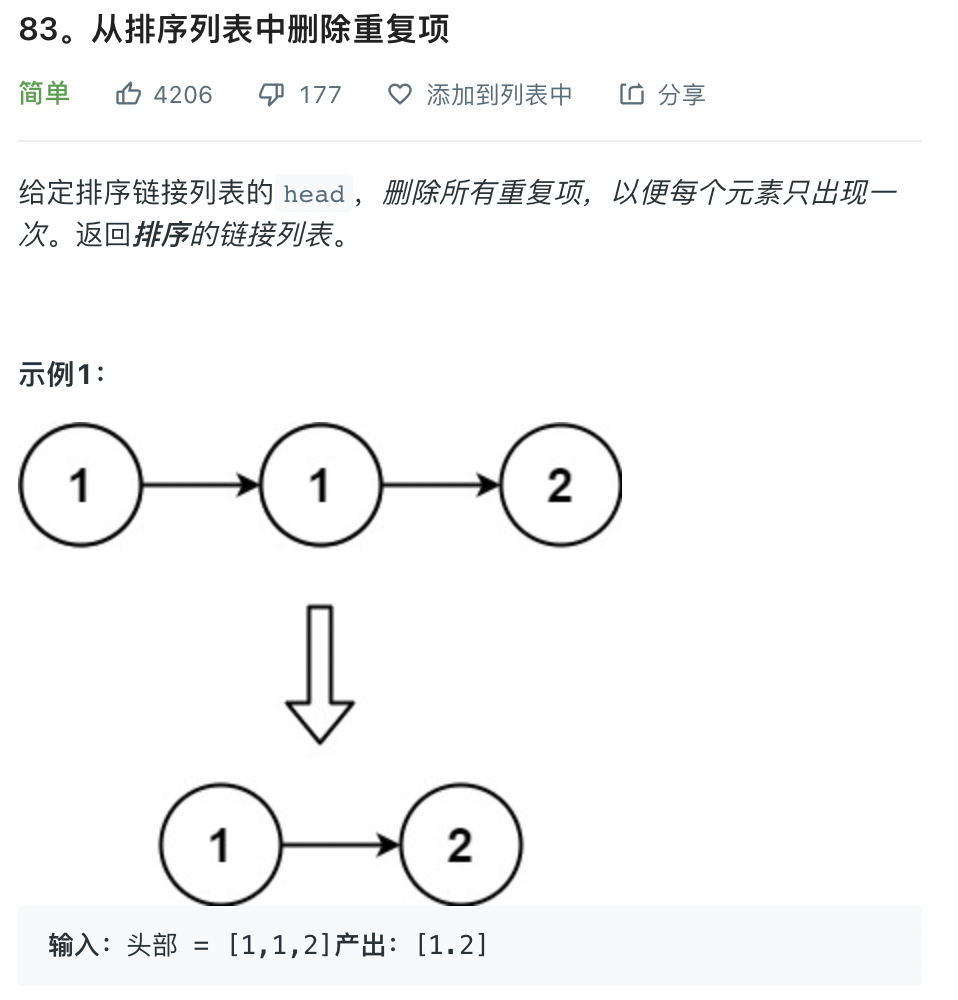 83。从排序列表中删除重复项
简单 4206 177 添加到列表中 分享
给定排序链接列表的 head ，删除所有重复项，以便每个元素只出现一
次。返回排序的链接列表。
示例1：
1 1 2
1 2
输入：头部 = [1,1,2]产出：[1.2]